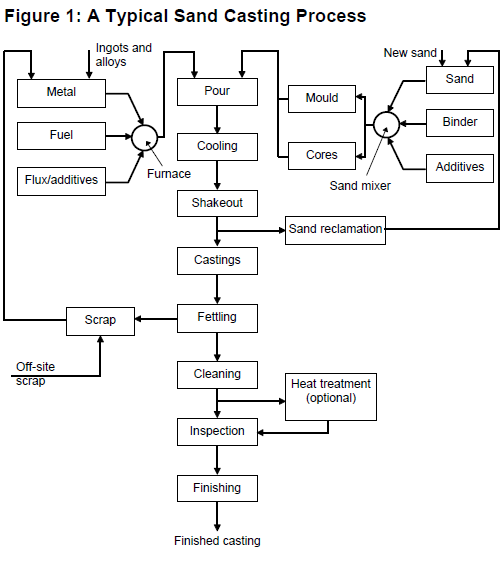 Figure 1: A Typical Sand Casting Process
Ingots and
alloys
New sand
Metal
Pour
Mould
Sand
Fuel
Binder
Cooling
Cores
Flux/additives
Furnace
Additives
Sand mixer
Shakeout
Sand reclamation
Castings
Scrap
Fettling
Off-site
scrap
Cleaning
Heat treatment
(optional)
Inspection
Finishing
Finished casting